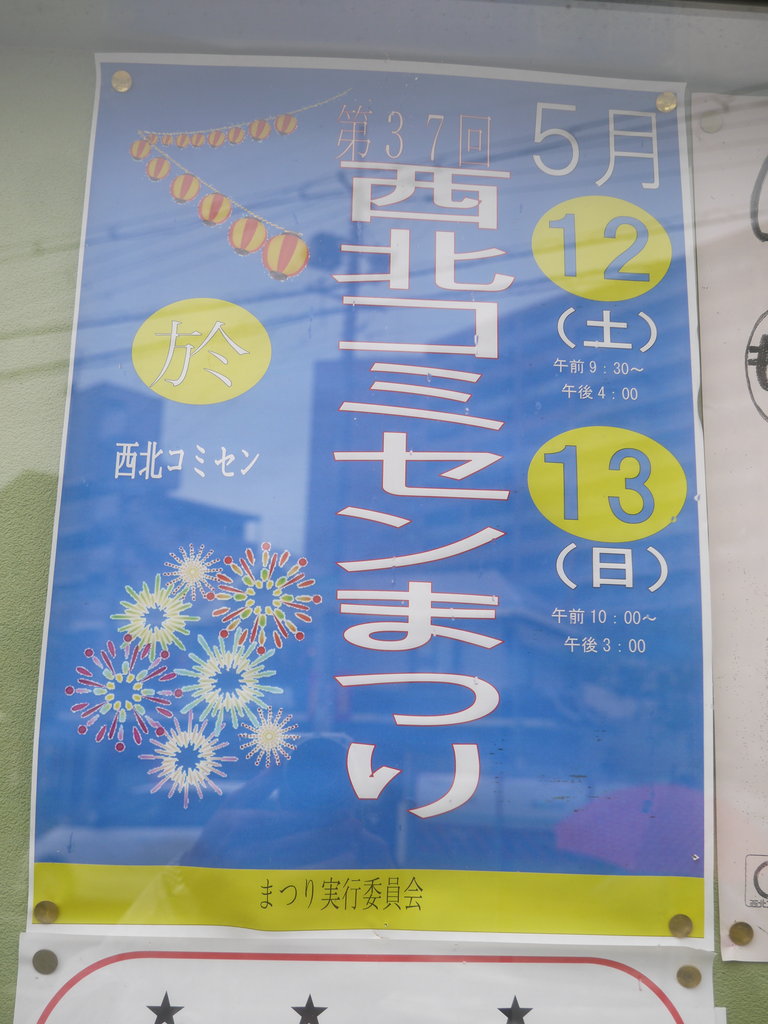 5月
12
（土）
午前9：30～
午後4：00
13
（日）
午前10：00～
午後3：00
第37回
西北コミセンまつり
於
西北コミセン
まつり実行委員会